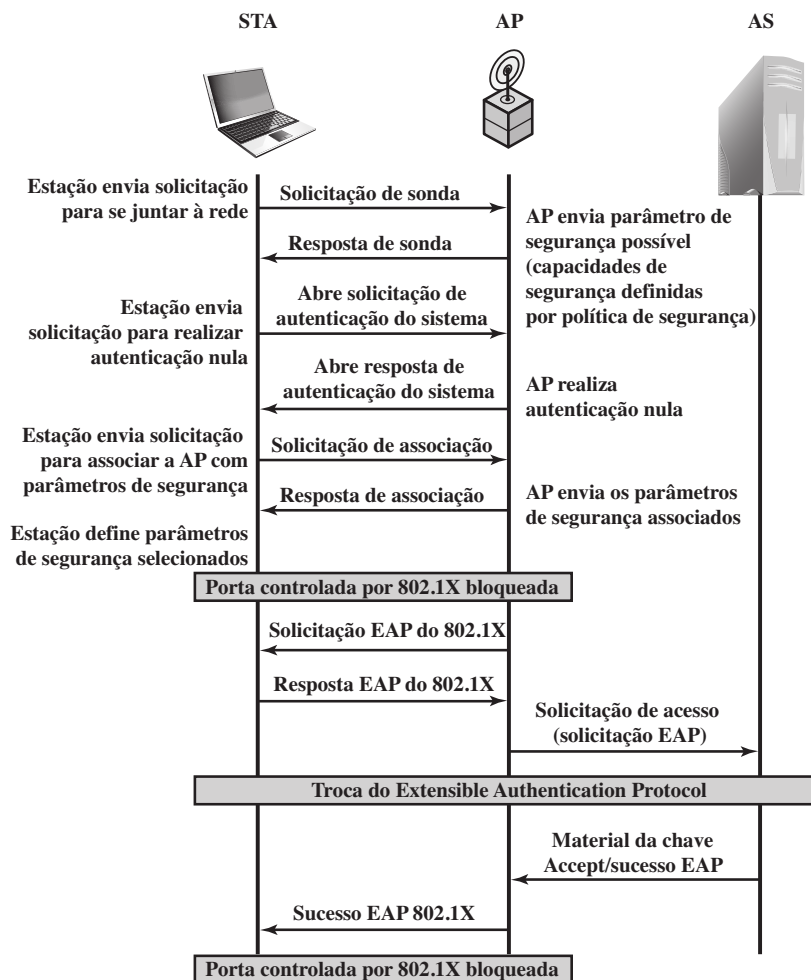 STA
AP
AS
Estação envia solicitação
para se juntar à rede
Solicitação de sonda
AP envia parâmetro de
segurança possível
(capacidades de
segurança definidas
por política de segurança)
Resposta de sonda
Estação envia
solicitação para realizar
autenticação nula
Abre solicitação de
autenticação do sistema
Abre resposta de
autenticação do sistema
AP realiza
autenticação nula
Estação envia solicitação
para associar a AP com
parâmetros de segurança
Solicitação de associação
Resposta de associação
AP envia os parâmetros
de segurança associados
Estação define parâmetros
de segurança selecionados
Porta controlada por 802.1X bloqueada
Solicitação EAP do 802.1X
Resposta EAP do 802.1X
Solicitação de acesso
(solicitação EAP)
Troca do Extensible Authentication Protocol
Material da chave
Accept/sucesso EAP
Sucesso EAP 802.1X
Porta controlada por 802.1X bloqueada